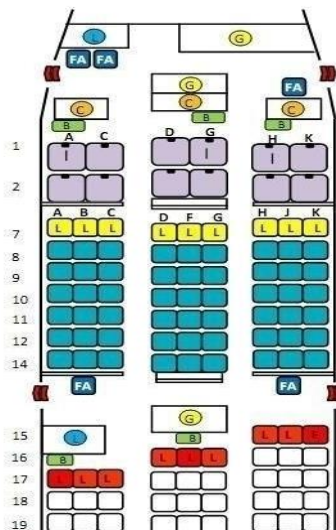 L G
FA FA
G FA
C C C
B B B
A C D G H K
1 I I I
2
A B C D F G H J K
7 L L L L L L L L L
8
9
10
11
12
14
FA FA
G
15 L B L L E
16 B L L L
17 L L L
18
19